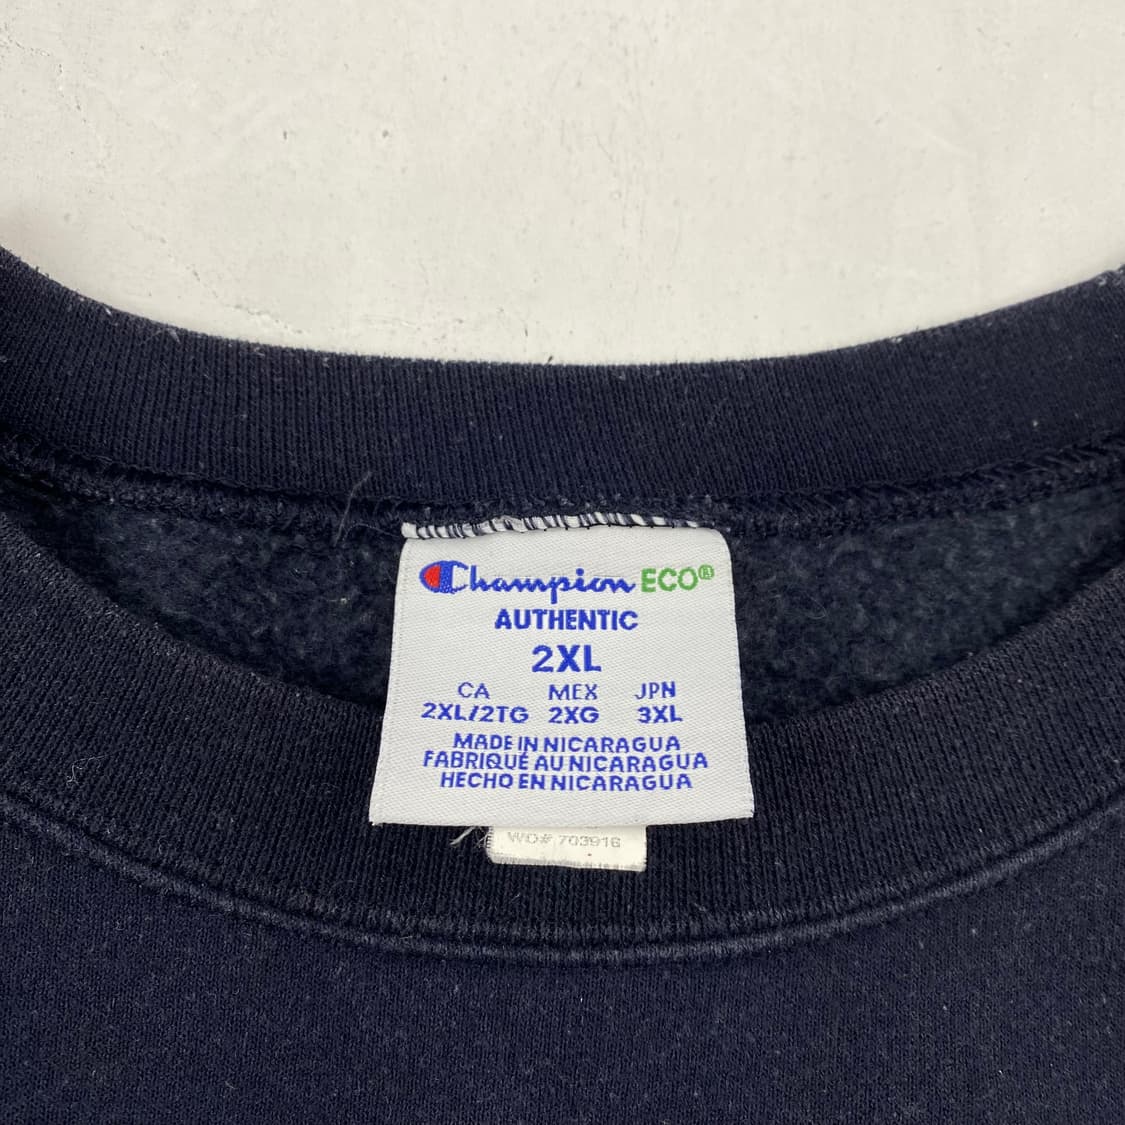 Champion ECO®
AUTHENTIC
2XL
CA MEX JPN
2XL/2TG 2XG 3XL
MADE IN NICARAGUA
FABRIQUÉ AU NICARAGUA
HECHO EN NICARAGUA
WO# 703916